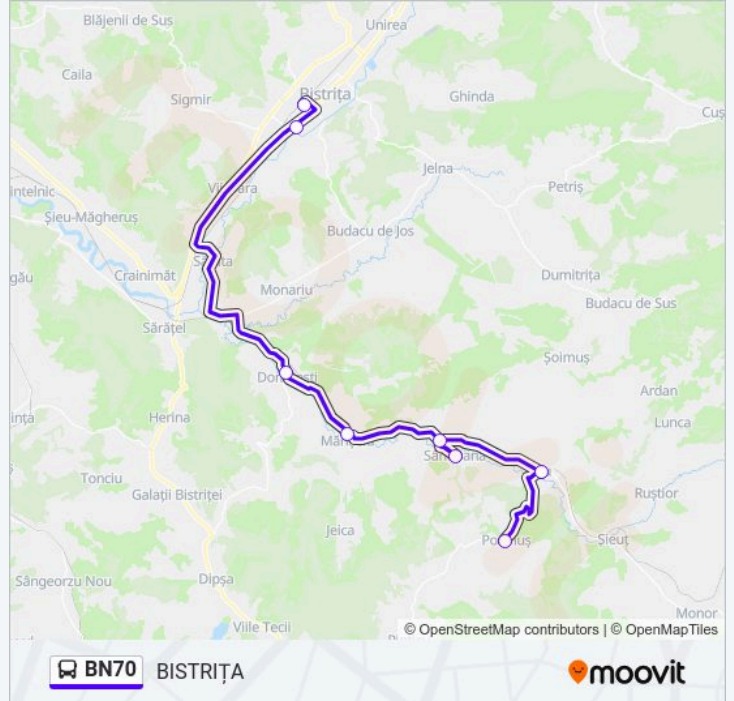 Blăjenii de Sus
Unirea
Caila
Sigmir
Bistrița
Ghinda
Jelna
Petriș
Șieu-Măgheruș
Budacu de Jos
Crainimăt
Dumitrița
Monariu
Budacu de Sus
Sărățel
Șoimuș
Ardan
Herina
Lunca
Tonciu
Galații Bistriței
Ruștior
Jeica
Șieuț
Sângeorzu Nou
Dipșa
Monor
Viile Tecii
© OpenStreetMap contributors | © OpenMapTiles
BN70 BISTRIȚA
moovit